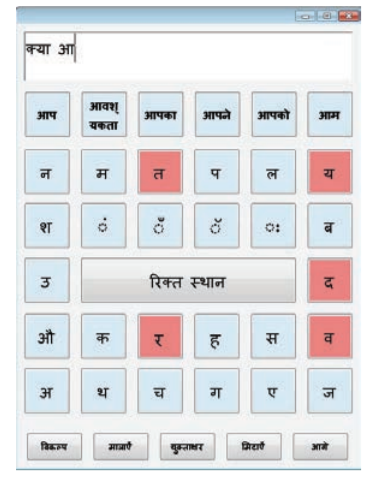 क्या आ
आप आवश्यकता आपका आपने आपको आम
न म त प ल य
श ं ँ ॅ ः ब
उ रिक्त स्थान द
औ क र ह स व
अ थ च ग ए ज
विकल्प मात्राएँ युक्ताक्षर मिटाएँ आगे